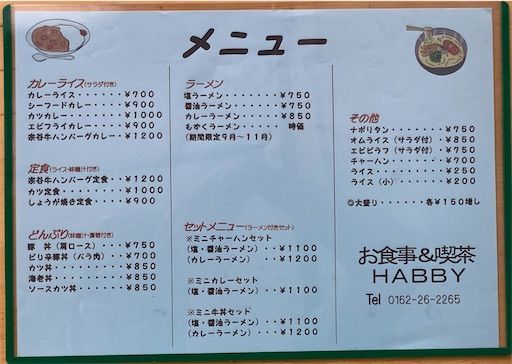 メニュー
カレーライス(サラダ付き)
カレーライス・・・・・・￥７００
シーフードカレー・・・・￥９００
カツカレー・・・・・・￥１０００
エビフライカレー・・・・￥９００
宗谷牛ハンバーグカレー・￥１２００
定食(ライス・味噌汁付き)
宗谷牛ハンバーグ定食・・￥１２００
カツ定食・・・・・・・￥１０００
しょうが焼き定食・・・・￥９００
どんぶり(味噌汁・漬物付き)
豚丼（肩ロース）・・・・￥７５０
ピリ辛豚丼（バラ肉）・・￥７００
カツ丼・・・・・・・・￥８５０
海老丼・・・・・・・・￥８５０
ソースカツ丼・・・・・￥８５０
ラーメン
塩ラーメン・・・・・・￥７５０
醤油ラーメン・・・・・￥７５０
カレーラーメン・・・・￥８５０
もずくラーメン・・・・・時価
（期間限定９月～１１月）
セットメニュー(ラーメン付きセット)
※ミニチャーハンセット
（塩・醤油ラーメン）・・￥１１００
（カレーラーメン）・・・￥１２００
※ミニカレーセット
（塩・醤油ラーメン）・・￥１１００
※ミニ牛丼セット
（塩・醤油ラーメン）・・￥１１００
（カレーラーメン）・・・￥１２００
その他
ナポリタン・・・・・・・￥７５０
オムライス（サラダ付）・￥８５０
エビピラフ（サラダ付）・￥８５０
チャーハン・・・・・・・￥７００
ライス・・・・・・・・・￥２５０
ライス（小）・・・・・・￥２００
◎大盛り・・・・・各￥１５０増し
お食事&喫茶
HABBY
Tel 0162-26-2265